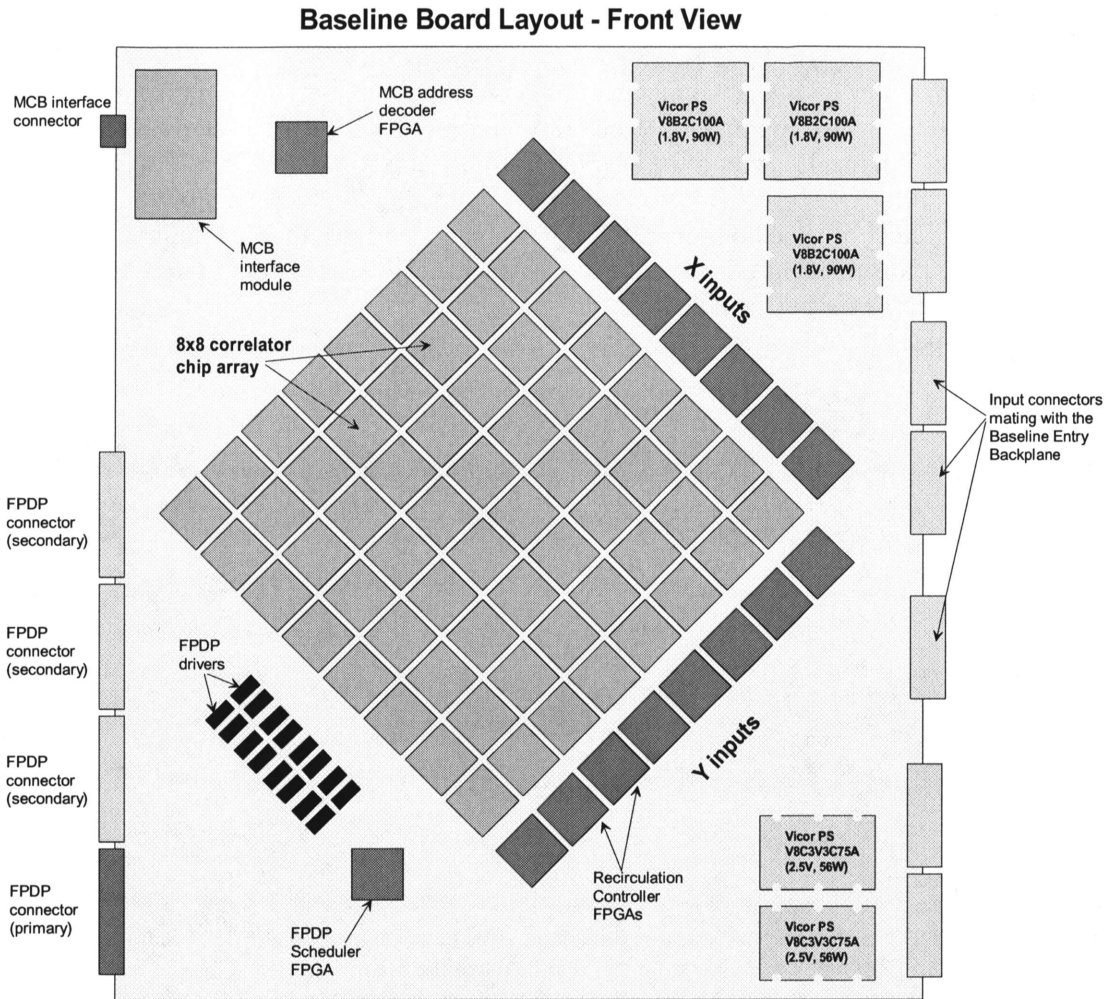 Baseline Board Layout - Front View
MCB interface
connector
MCB address
decoder
FPGA
Vicor PS
V8B2C100A
(1.8V, 90W)
Vicor PS
V8B2C100A
(1.8V, 90W)
MCB
interface
module
Vicor PS
V8B2C100A
(1.8V, 90W)
X inputs
8x8 correlator
chip array
Input connectors
mating with the
Baseline Entry
Backplane
FPDP
connector
(secondary)
FPDP
connector
(secondary)
FPDP
drivers
Y inputs
FPDP
connector
(secondary)
Vicor PS
V8C3V3C75A
(2.5V, 56W)
FPDP
connector
(primary)
Recirculation
Controller
FPGAs
FPDP
Scheduler
FPGA
Vicor PS
V8C3V3C75A
(2.5V, 56W)